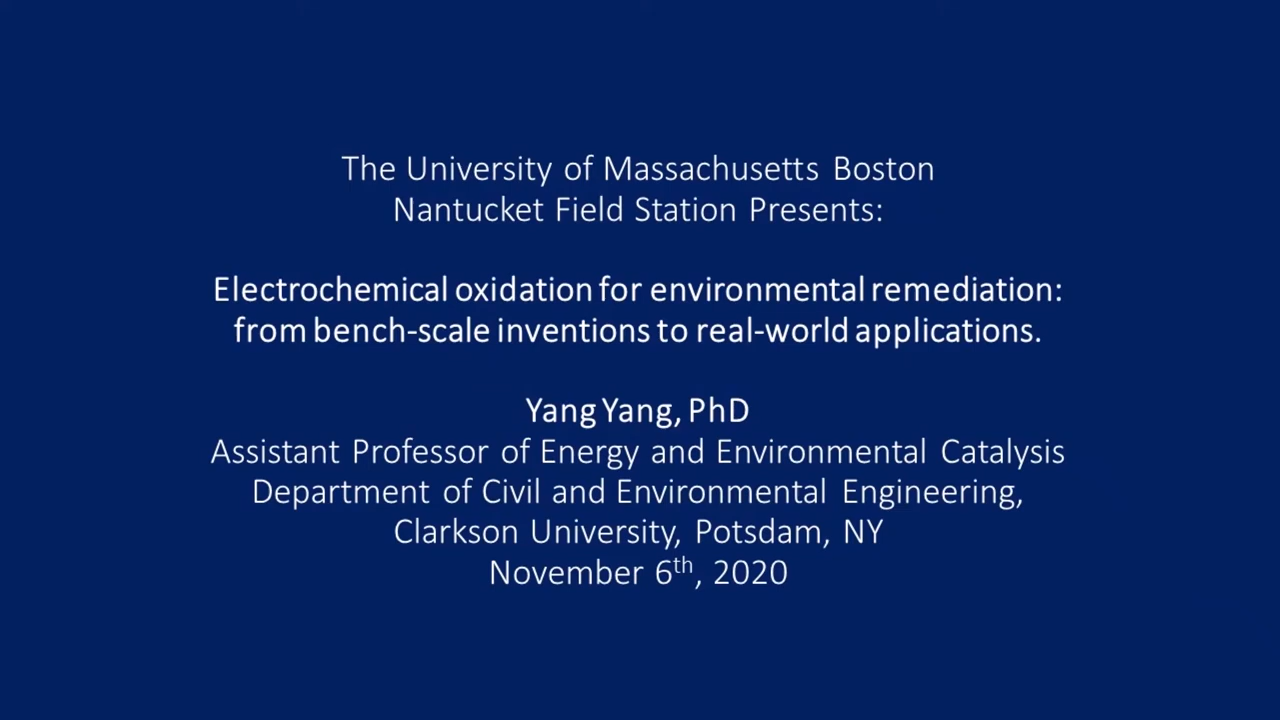 The University of Massachusetts Boston
Nantucket Field Station Presents:
Electrochemical oxidation for environmental remediation:
from bench-scale inventions to real-world applications.
Yang Yang, PhD
Assistant Professor of Energy and Environmental Catalysis
Department of Civil and Environmental Engineering,
Clarkson University, Potsdam, NY
November 6th, 2020